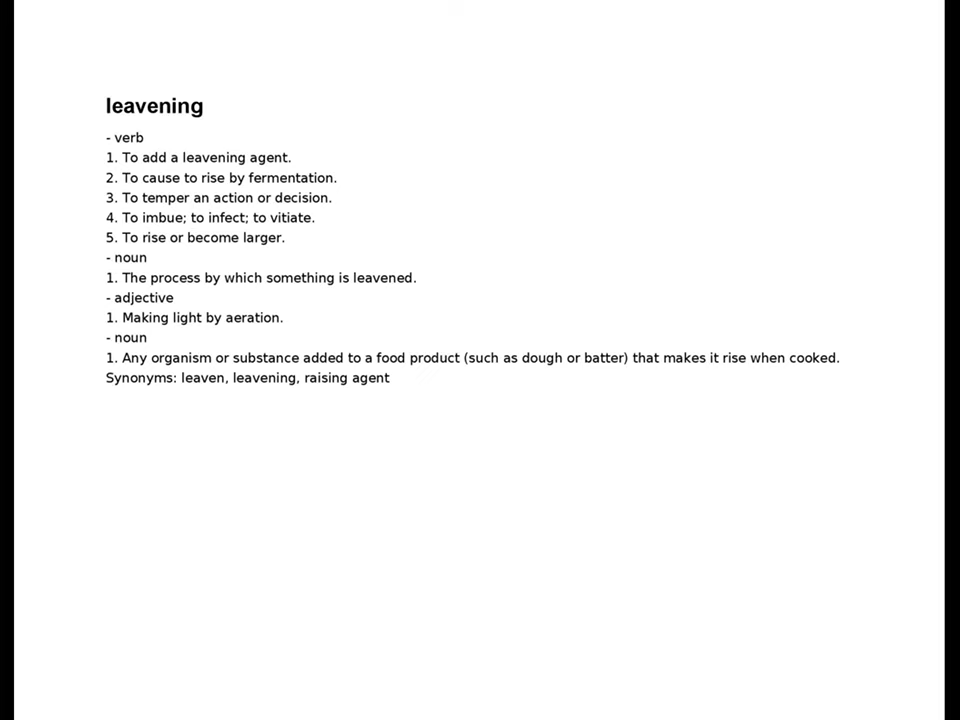 leavening
- verb
1. To add a leavening agent.
2. To cause to rise by fermentation.
3. To temper an action or decision.
4. To imbue; to infect; to vitiate.
5. To rise or become larger.
- noun
1. The process by which something is leavened.
- adjective
1. Making light by aeration.
- noun
1. Any organism or substance added to a food product (such as dough or batter) that makes it rise when cooked.
Synonyms: leaven, leavening, raising agent